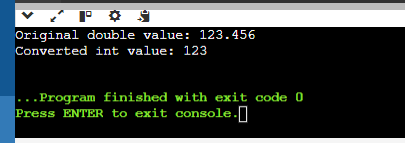 Original double value: 123.456
Converted int value: 123
...Program finished with exit code 0
Press ENTER to exit console.